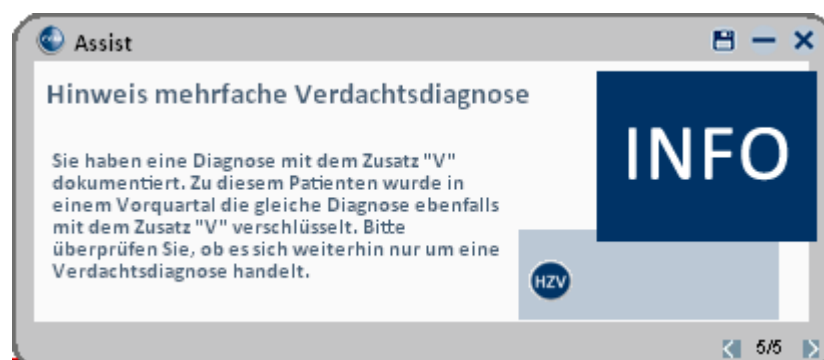 Assist
Hinweis mehrfache Verdachtsdiagnose
INFO
Sie haben eine Diagnose mit dem Zusatz "V"
dokumentiert. Zu diesem Patienten wurde in
einem Vorquartal die gleiche Diagnose ebenfalls
mit dem Zusatz "V" verschlüsselt. Bitte
überprüfen Sie, ob es sich weiterhin nur um eine
Verdachtsdiagnose handelt.
HZV
5/5